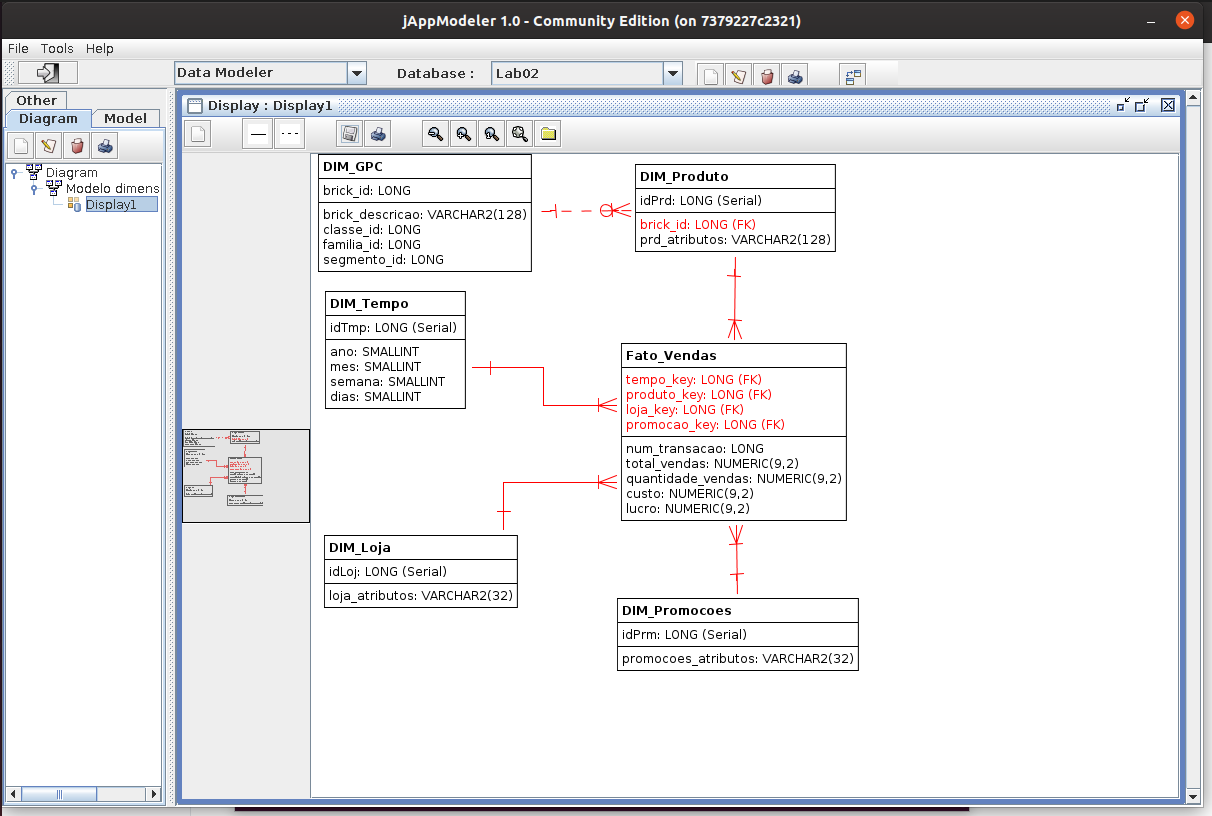 jAppModeler 1.0 - Community Edition (on 7379227c2321)
File Tools Help
Data Modeler
Database :
Lab02
Other
Diagram
Model
Diagram
Modelo dimens
Display1
Display : Display1
DIM_GPC
brick_id: LONG
brick_descricao: VARCHAR2(128)
classe_id: LONG
familia_id: LONG
segmento_id: LONG
DIM_Produto
idPrd: LONG (Serial)
brick_id: LONG (FK)
prd_atributos: VARCHAR2(128)
DIM_Tempo
idTmp: LONG (Serial)
ano: SMALLINT
mes: SMALLINT
semana: SMALLINT
dias: SMALLINT
Fato_Vendas
tempo_key: LONG (FK)
produto_key: LONG (FK)
loja_key: LONG (FK)
promocao_key: LONG (FK)
num_transacao: LONG
total_vendas: NUMERIC(9,2)
quantidade_vendas: NUMERIC(9,2)
custo: NUMERIC(9,2)
lucro: NUMERIC(9,2)
DIM_Loja
idLoj: LONG (Serial)
loja_atributos: VARCHAR2(32)
DIM_Promocoes
idPrm: LONG (Serial)
promocoes_atributos: VARCHAR2(32)